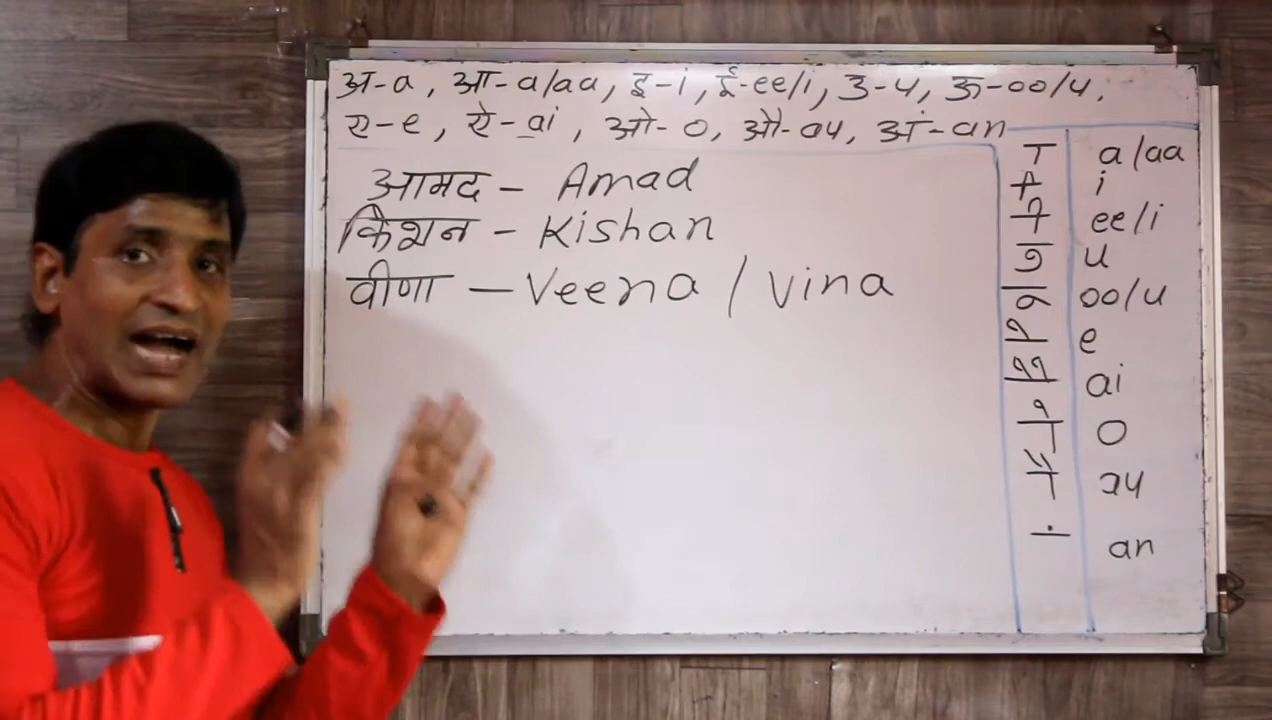 अ-a, आ-a/aa, इ-i, ई-ee/i, उ-u, ऊ-oo/u,
ए-e, ऐ-ai, ओ-o, औ-au, अं-an
आमद - Amad
किशन - Kishan
वीणा - Veena / Vina
ा a/aa
ि i
ी ee/i
ु u
ू oo/u
े e
ै ai
ो o
ौ au
ं an